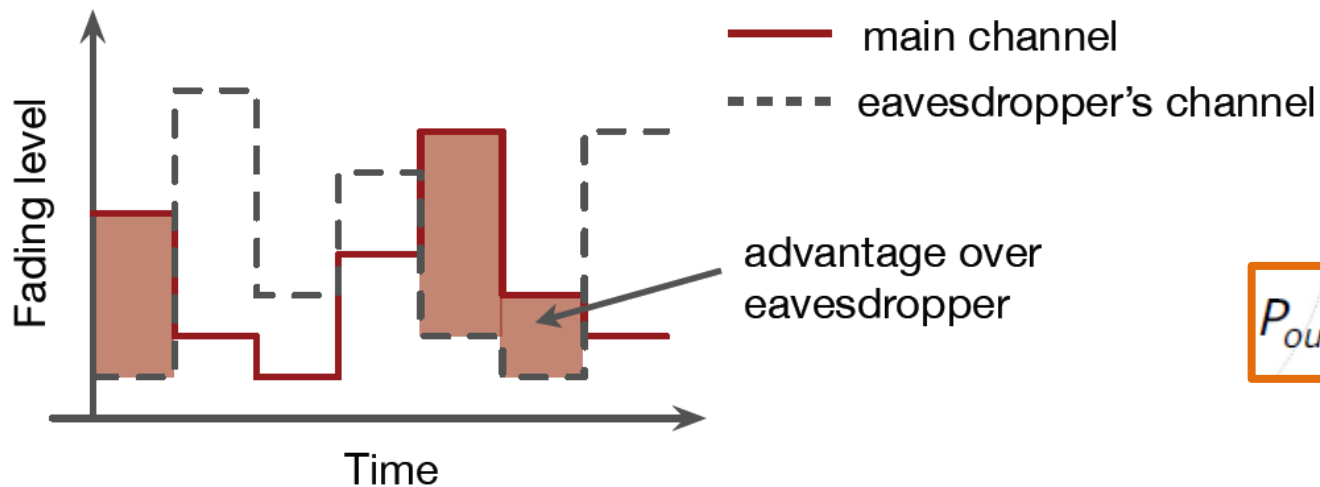 Fading level
Time
main channel
eavesdropper's channel
advantage over
eavesdropper